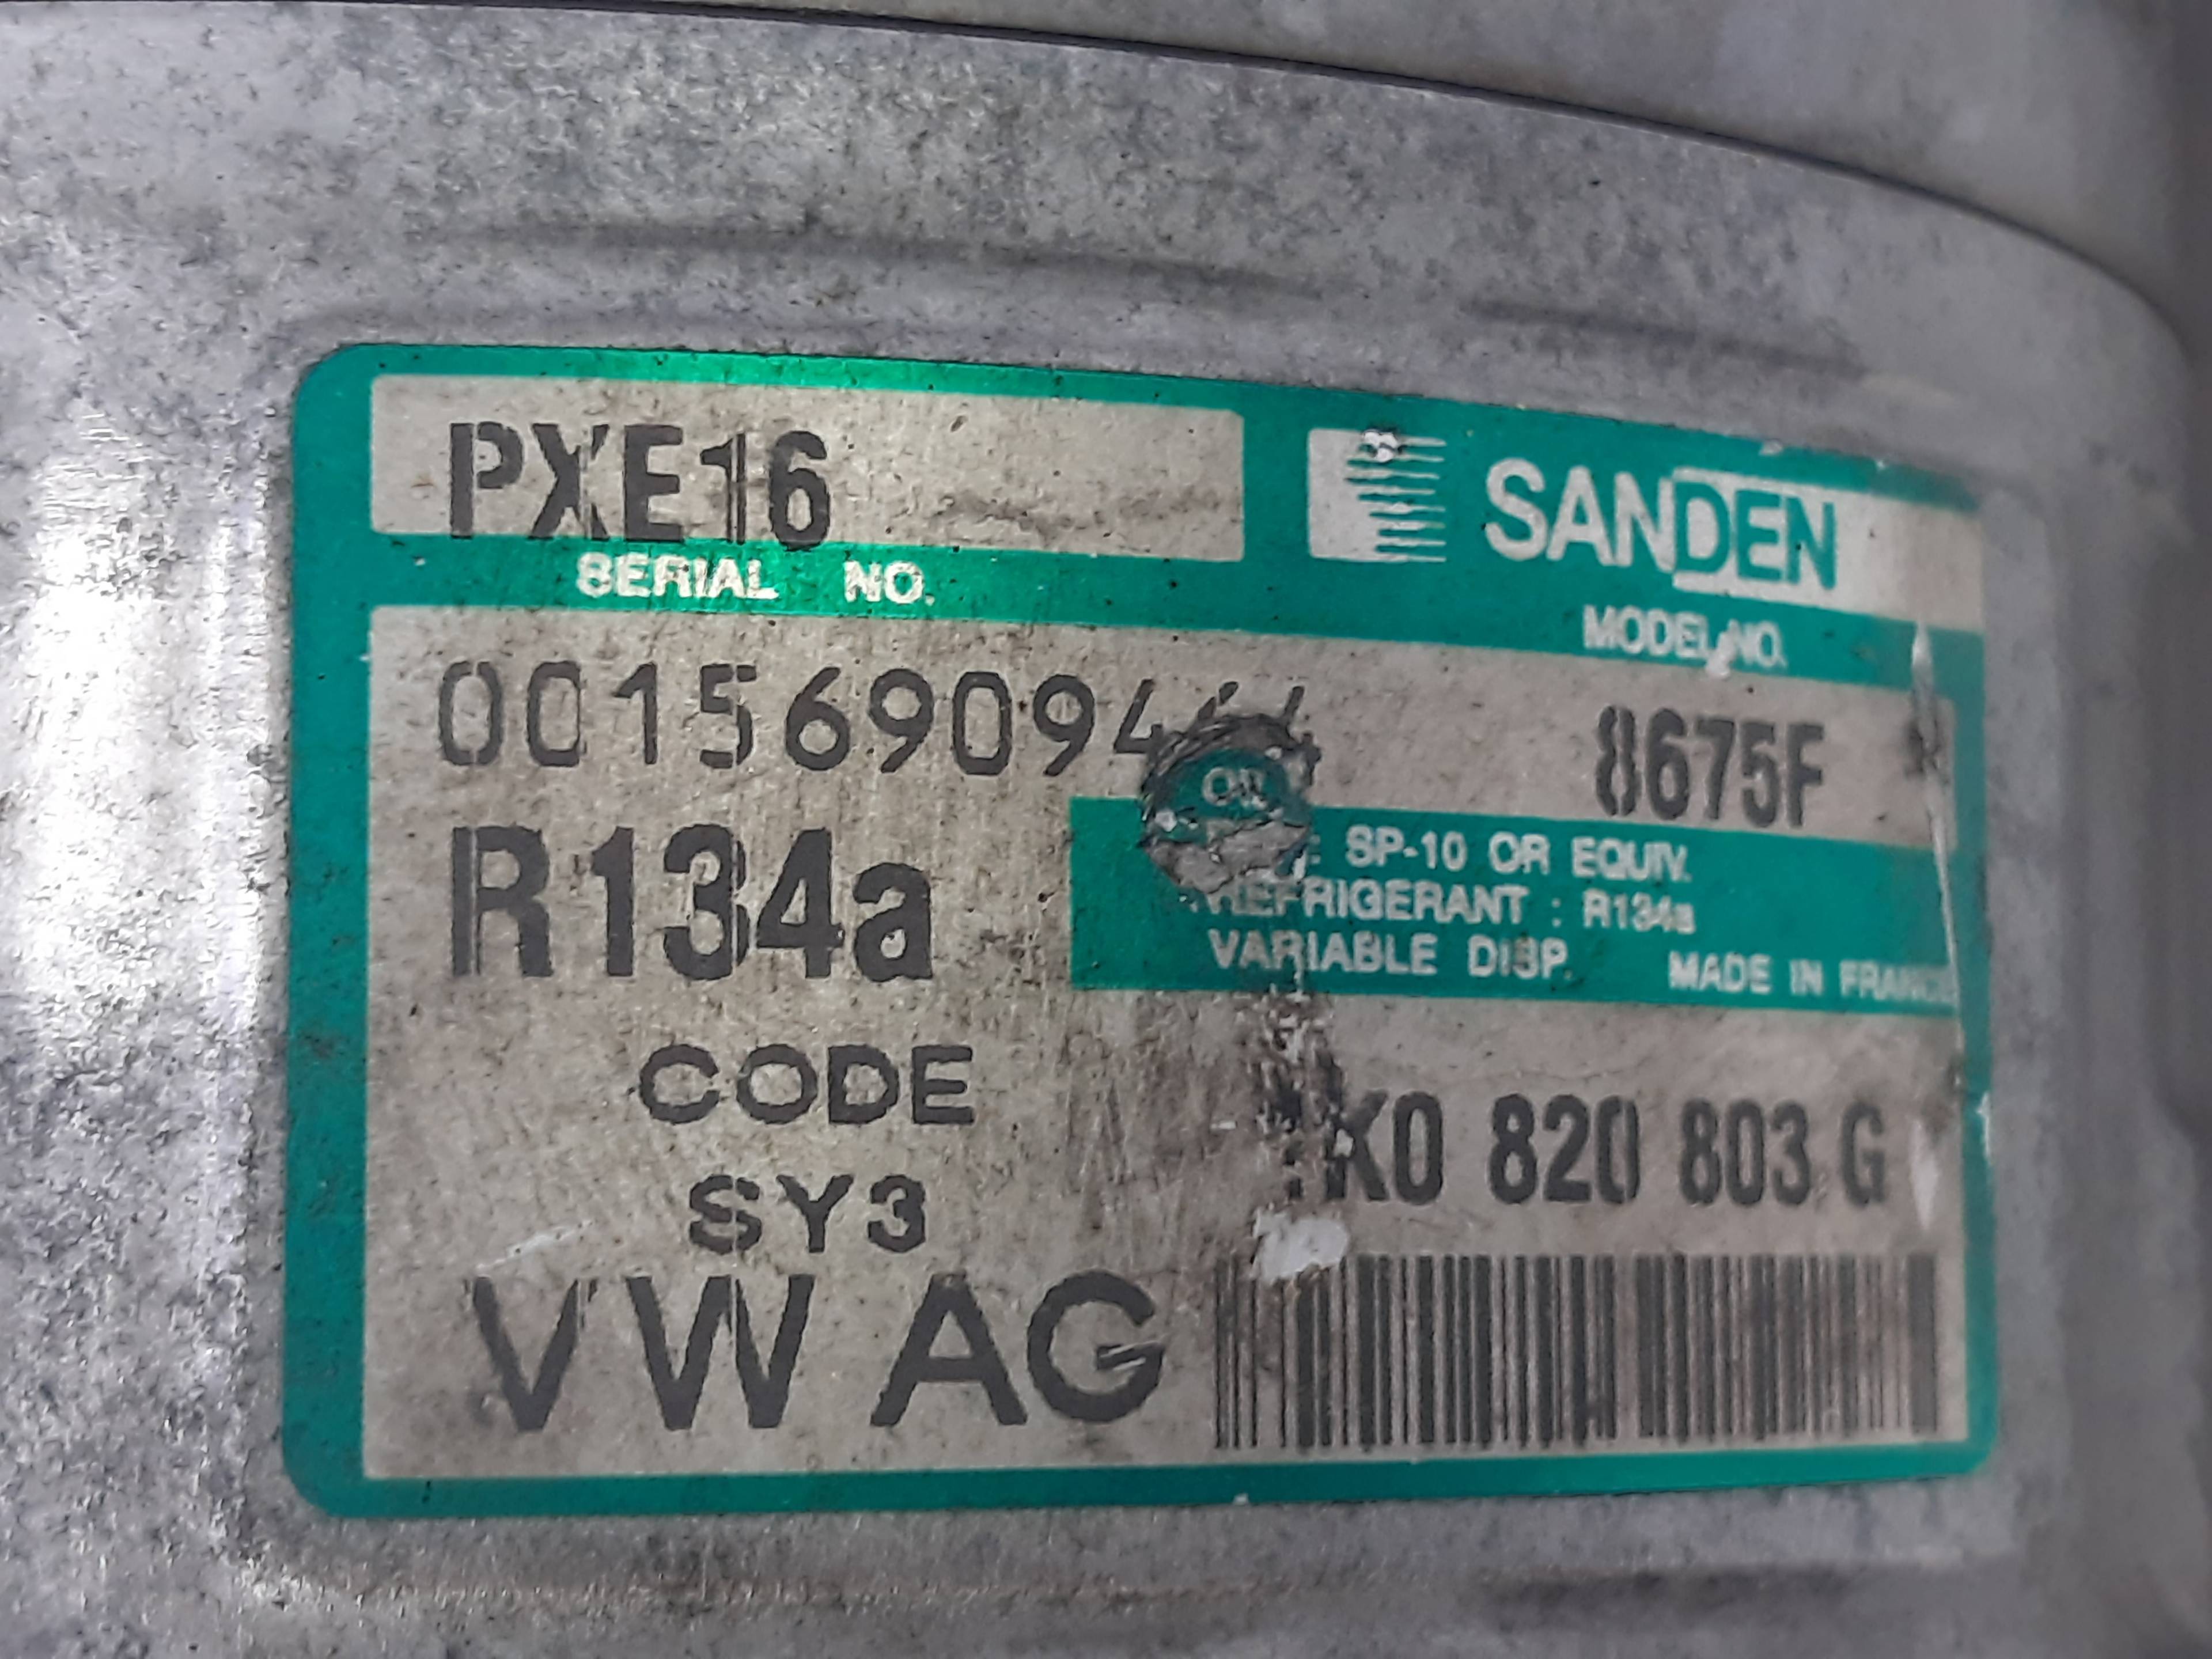 PXE16
SANDEN
SERIAL NO.
MODEL NO.
8675F
R134a
OIL : SP-10 OR EQUIV.
REFRIGERANT : R134a
VARIABLE DISP. MADE IN FRANCE
CODE
K0 820 803 G
SY3
VW AG